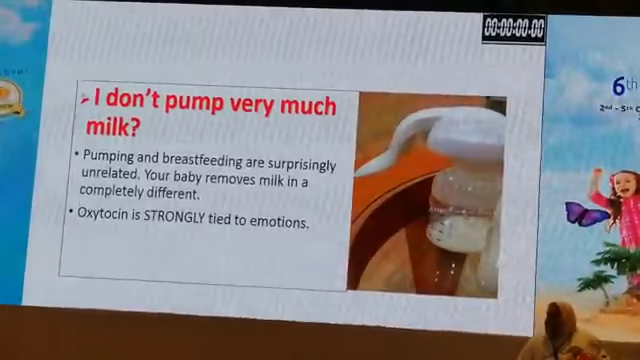 00:00:00.00
6th
➢ I don't pump very much
milk?
• Pumping and breastfeeding are surprisingly
unrelated. Your baby removes milk in a
completely different.
• Oxytocin is STRONGLY tied to emotions.